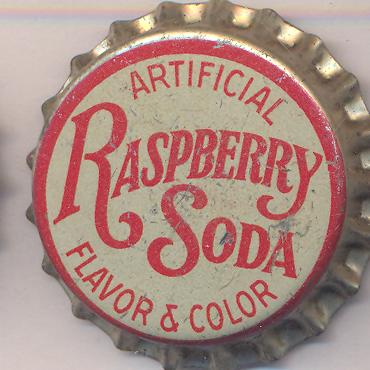 ARTIFICIAL
RASPBERRY
SODA
FLAVOR & COLOR